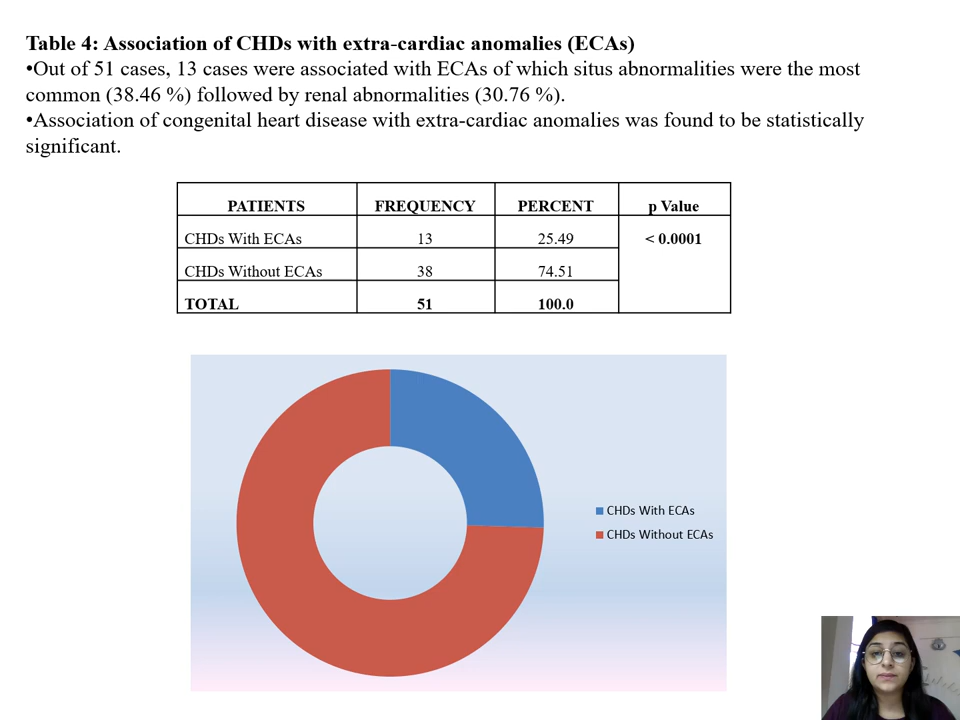 Table 4: Association of CHDs with extra-cardiac anomalies (ECAs)
•Out of 51 cases, 13 cases were associated with ECAs of which situs abnormalities were the most
common (38.46 %) followed by renal abnormalities (30.76 %).
•Association of congenital heart disease with extra-cardiac anomalies was found to be statistically
significant.
PATIENTS FREQUENCY PERCENT p Value
CHDs With ECAs 13 25.49 < 0.0001
CHDs Without ECAs 38 74.51
TOTAL 51 100.0
CHDs With ECAs
CHDs Without ECAs